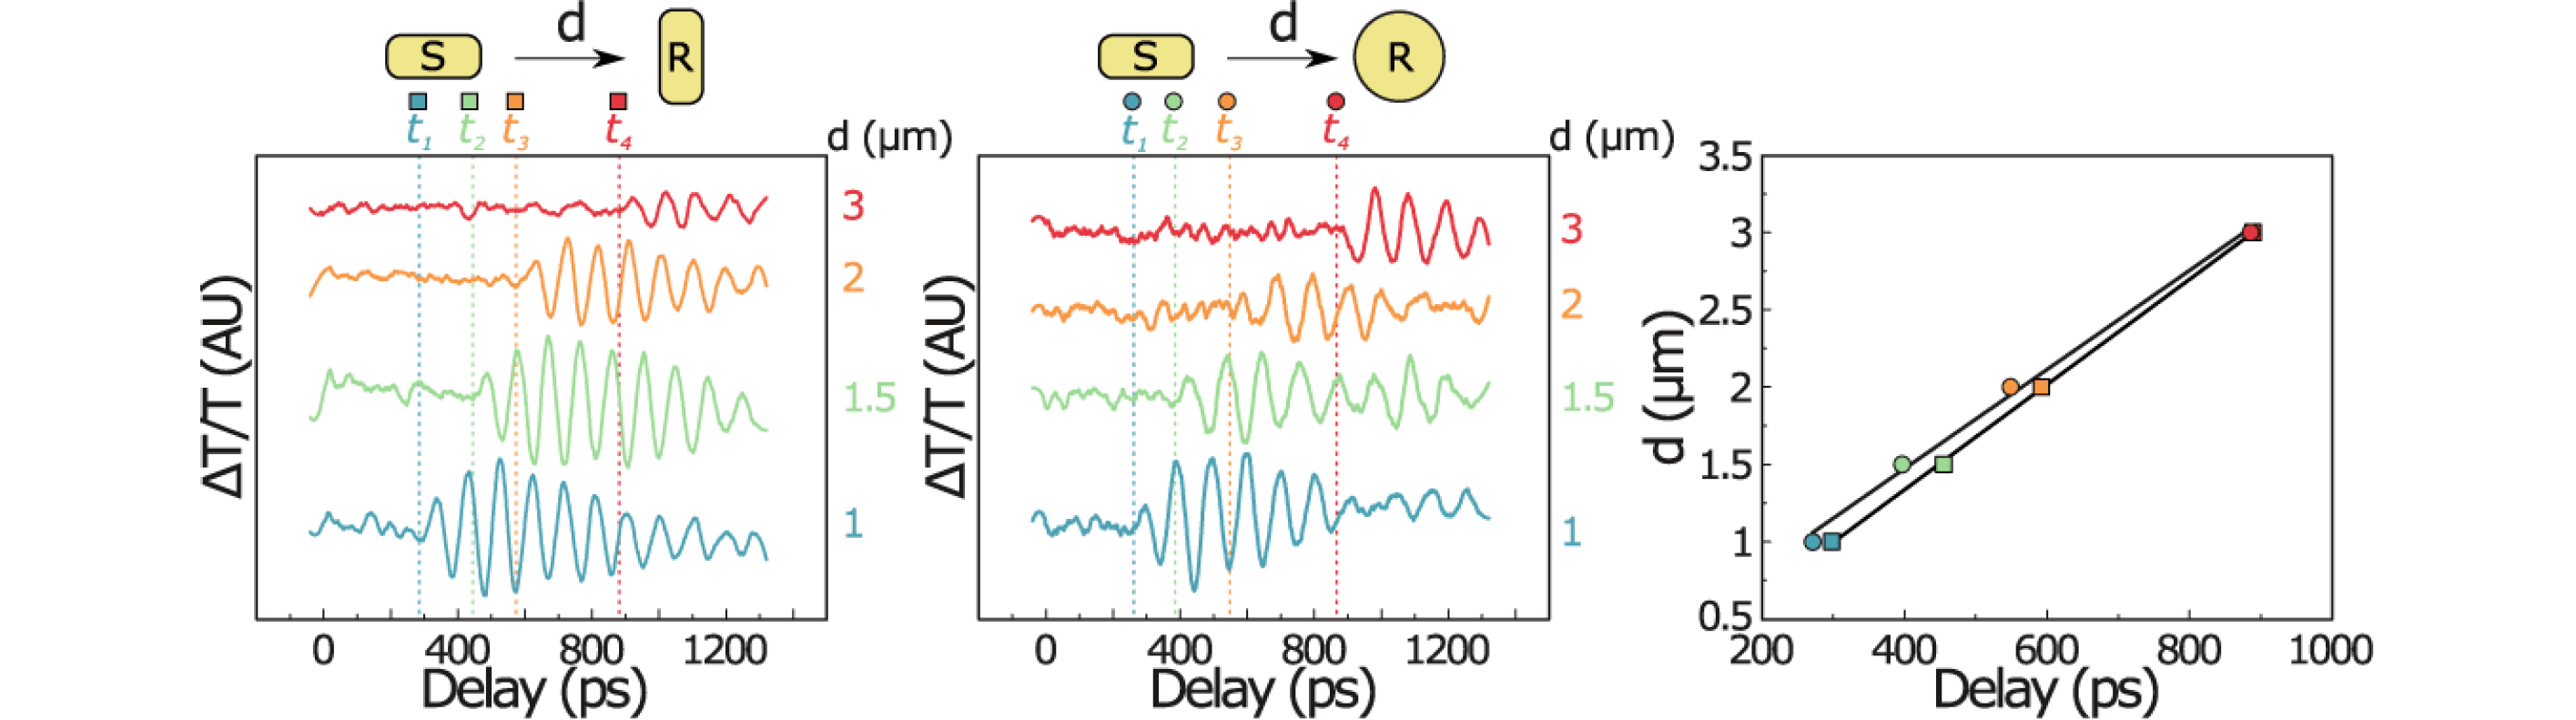 S d R
t1 t2 t3 t4
d (μm)
3
2
1.5
1
ΔT/T (AU)
0 400 800 1200
Delay (ps)
S d R
t1 t2 t3 t4
d (μm)
3
2
1.5
1
ΔT/T (AU)
0 400 800 1200
Delay (ps)
3.5
3
2.5
2
1.5
1
0.5
d (μm)
200 400 600 800 1000
Delay (ps)